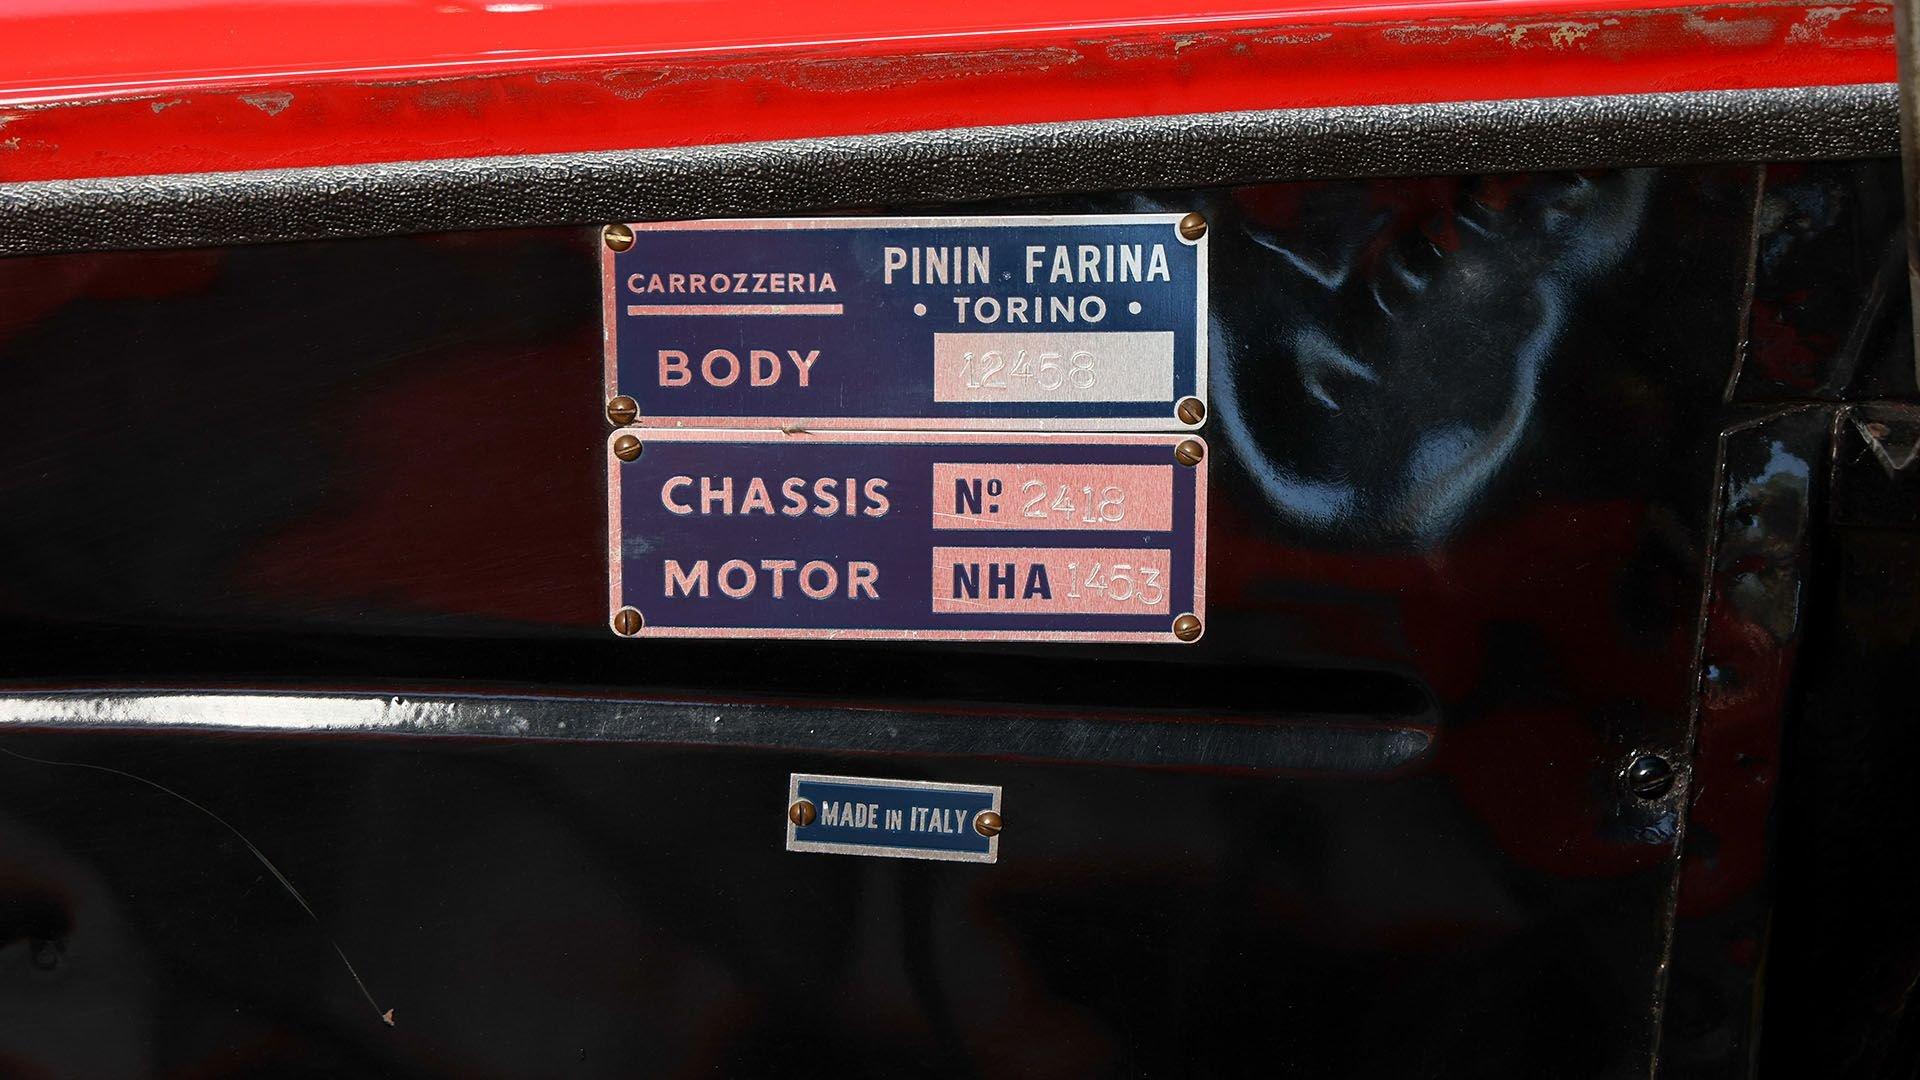 CARROZZERIA
PININ FARINA
• TORINO •
BODY 12458
CHASSIS Nº 2418
MOTOR NHA 1453
MADE IN ITALY